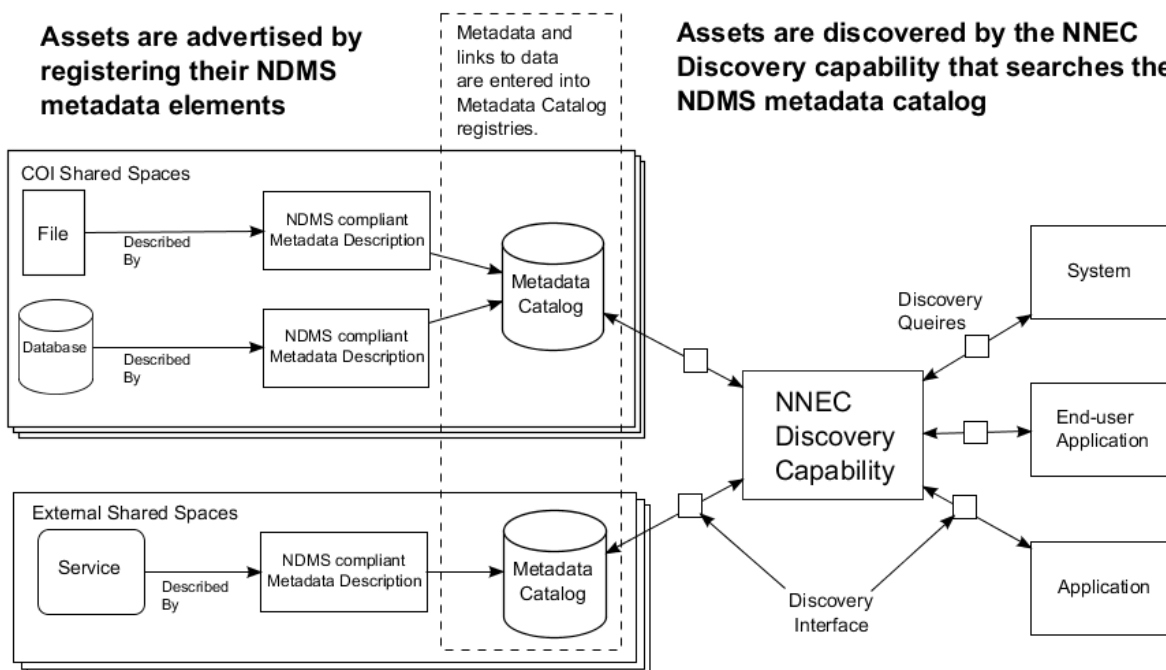 Assets are advertised by
registering their NDMS
metadata elements
Metadata and
links to data
are entered into
Metadata Catalog
registries.
Assets are discovered by the NNEC
Discovery capability that searches the
NDMS metadata catalog
COI Shared Spaces
File
Described
By
NDMS compliant
Metadata Description
Database
Described
By
NDMS compliant
Metadata Description
Metadata
Catalog
External Shared Spaces
Service
Described
By
NDMS compliant
Metadata Description
Metadata
Catalog
NNEC
Discovery
Capability
Discovery
Queires
Discovery
Interface
System
End-user
Application
Application